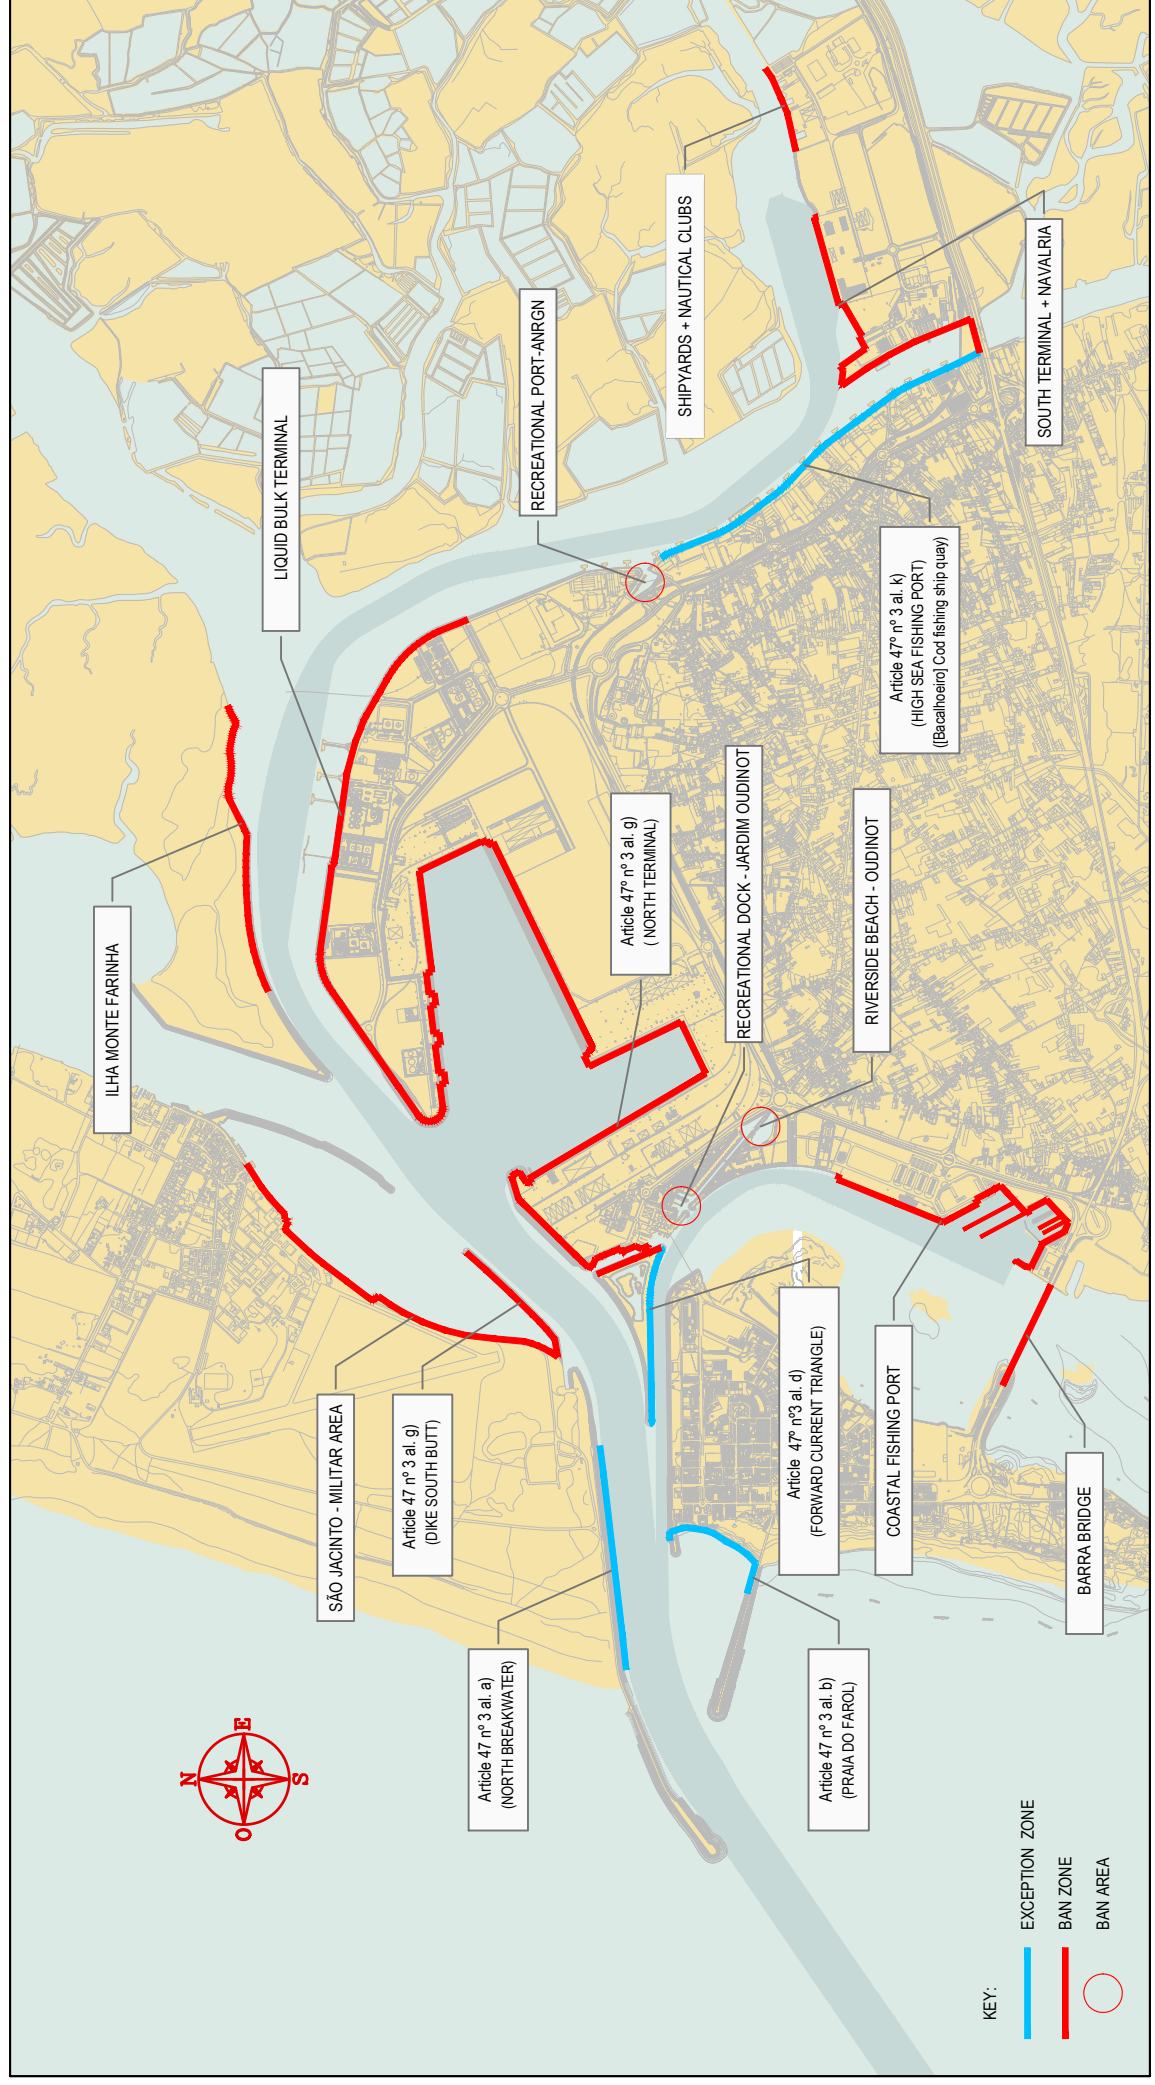 ILHA MONTE FARINHA
LIQUID BULK TERMINAL
RECREATIONAL PORT-ANRGN
SHIPYARDS + NAUTICAL CLUBS
SOUTH TERMINAL + NAVALRIA
Article 47º nº 3 al. k)
(HIGH SEA FISHING PORT)
([Bacalhoeiro] Cod fishing ship quay)
Article 47º nº 3 al. g)
( NORTH TERMINAL)
RECREATIONAL DOCK - JARDIM OUDINOT
RIVERSIDE BEACH - OUDINOT
SÃO JACINTO - MILITAR AREA
Article 47 nº 3 al. g)
(DIKE SOUTH BUTT)
Article 47º nº3 al. d)
(FORWARD CURRENT TRIANGLE)
COASTAL FISHING PORT
BARRA BRIDGE
Article 47 nº 3 al. a)
(NORTH BREAKWATER)
Article 47 nº 3 al. b)
(PRAIA DO FAROL)
N
O
E
S
KEY:
EXCEPTION ZONE
BAN ZONE
BAN AREA